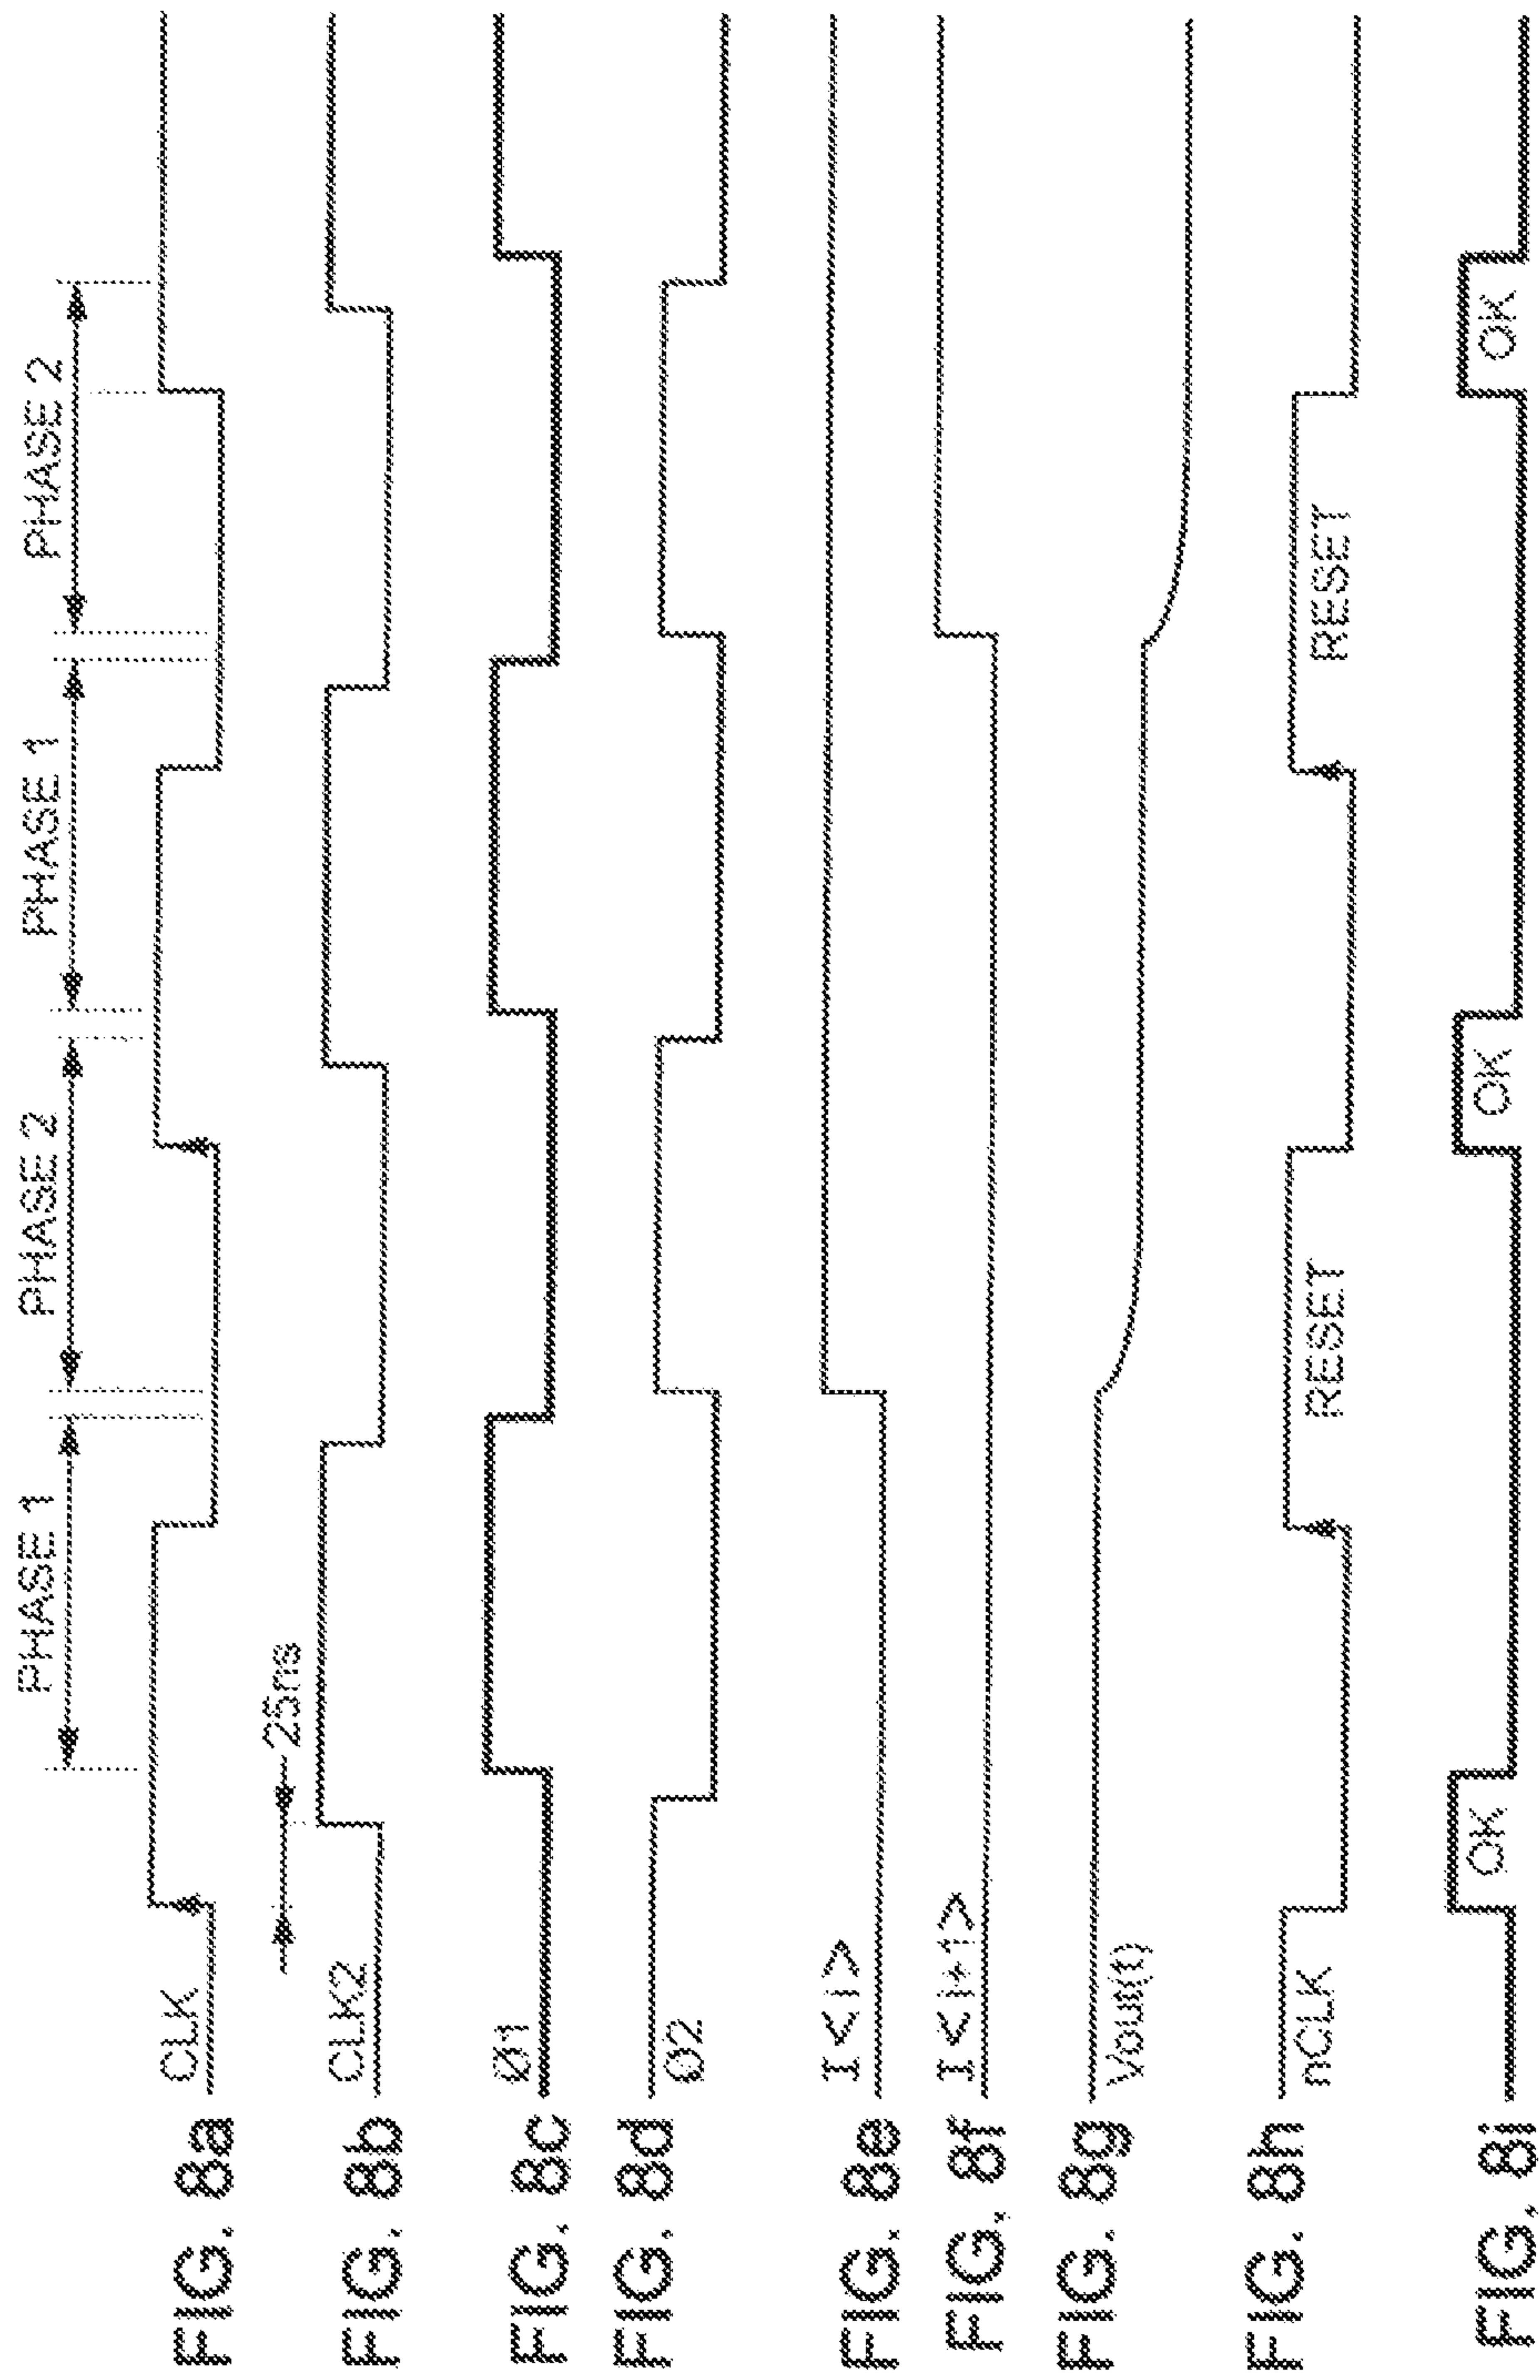 PHASE 1 PHASE 2 PHASE 1 PHASE 2
FIG. 8a CLK
25ns
FIG. 8b CLK2
FIG. 8c Ø1
FIG. 8d Ø2
FIG. 8e I<i>
FIG. 8f I<i+1>
FIG. 8g Vout(t)
FIG. 8h nCLK RESET RESET
FIG. 8i OK OK OK